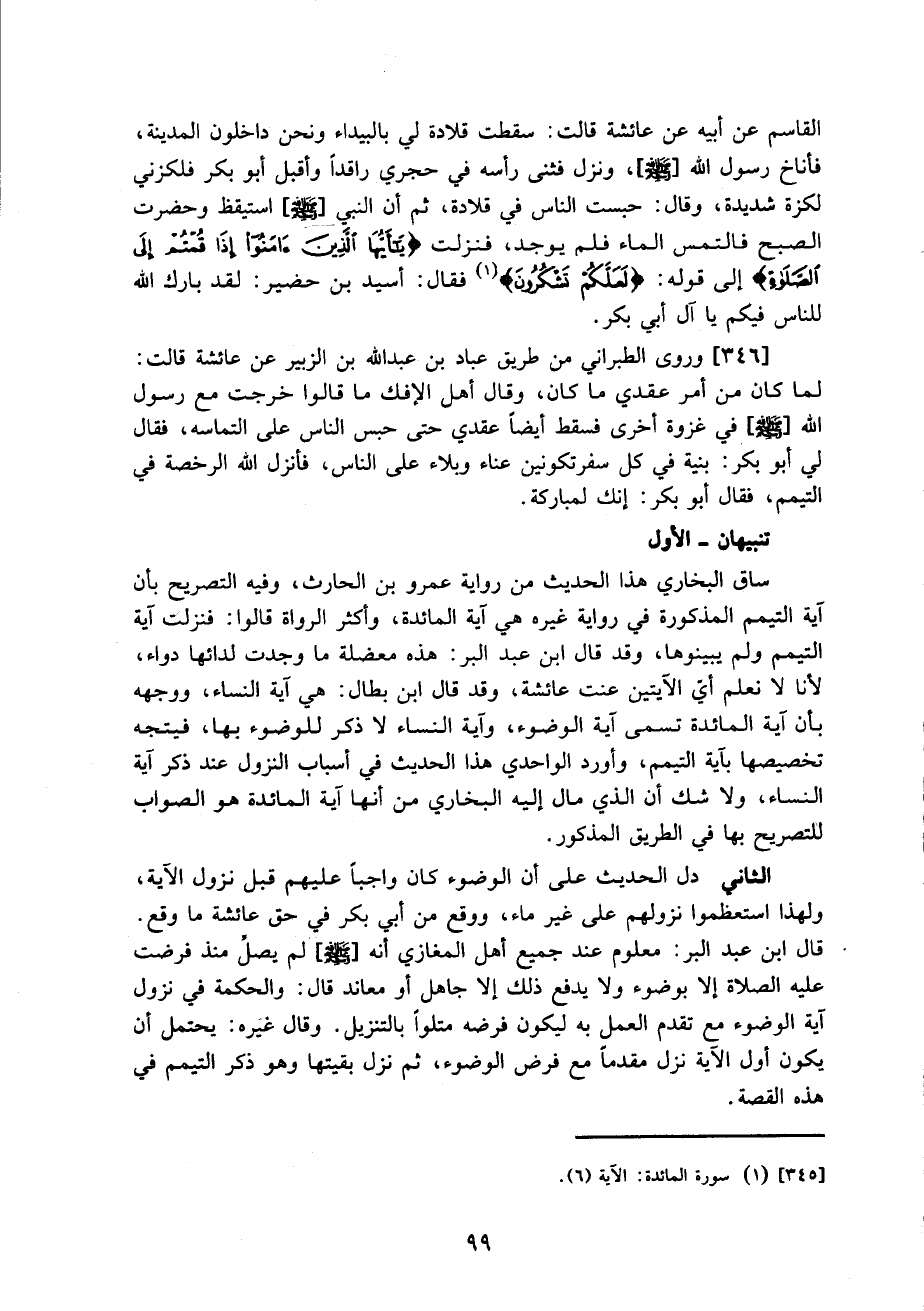 القاسم عن أبيه عن عائشة قالت: سقطت قلادة لي بالبيداء ونحن داخلون المدينة،
فأناخ رسول الله [ﷺ]، ونزل فثنى رأسه في حجري راقداً وأقبل أبو بكر فلكزني
لكزة شديدة، وقال: حبست الناس في قلادة، ثم أن النبي [ﷺ] استيقظ وحضرت
الصبح فالتمس الماء فلم يوجد، فنزلت ﴿يَٰٓأَيُّهَا ٱلَّذِينَ ءَامَنُوٓا۟ إِذَا قُمْتُمْ إِلَى
ٱلصَّلَوٰةِ﴾ إلى قوله: ﴿لَعَلَّكُمْ تَشْكُرُونَ﴾(١) فقال: أسيد بن حضير: لقد بارك الله
للناس فيكم يا آل أبي بكر.
[٣٤٦] وروى الطبراني من طريق عباد بن عبدالله بن الزبير عن عائشة قالت:
لما كان من أمر عقدي ما كان، وقال أهل الإفك ما قالوا خرجت مع رسول
الله [ﷺ] في غزوة أخرى فسقط أيضاً عقدي حتى حبس الناس على التماسه، فقال
لي أبو بكر: بنية في كل سفرتكونين عناء وبلاء على الناس، فأنزل الله الرخصة في
التيمم، فقال أبو بكر: إنك لمباركة.
تنبيهان ـ الأول
ساق البخاري هذا الحديث من رواية عمرو بن الحارث، وفيه التصريح بأن
آية التيمم المذكورة في رواية غيره هي آية المائدة، وأكثر الرواة قالوا: فنزلت آية
التيمم ولم يبينوها، وقد قال ابن عبد البر: هذه معضلة ما وجدت لدائها دواء،
لأنا لا نعلم أيّ الآيتين عنت عائشة، وقد قال ابن بطال: هي آية النساء، ووجهه
بأن آية المائدة تسمى آية الوضوء، وآية النساء لا ذكر للوضوء بها، فيتجه
تخصيصها بآية التيمم، وأورد الواحدي هذا الحديث في أسباب النزول عند ذكر آية
النساء، ولا شك أن الذي مال إليه البخاري من أنها آية المائدة هو الصواب
للتصريح بها في الطريق المذكور.
الثاني دل الحديث على أن الوضوء كان واجباً عليهم قبل نزول الآية،
ولهذا استعظموا نزولهم على غير ماء، ووقع من أبي بكر في حق عائشة ما وقع.
قال ابن عبد البر: معلوم عند جميع أهل المغازي أنه [ﷺ] لم يصلِّ منذ فرضت
عليه الصلاة إلا بوضوء ولا يدفع ذلك إلا جاهل أو معاند قال: والحكمة في نزول
آية الوضوء مع تقدم العمل به ليكون فرضه متلواً بالتنزيل. وقال غيره: يحتمل أن
يكون أول الآية نزل مقدماً مع فرض الوضوء، ثم نزل بقيتها وهو ذكر التيمم في
هذه القصة.
[٣٤٥] (١) سورة المائدة: الآية (٦).
٩٩